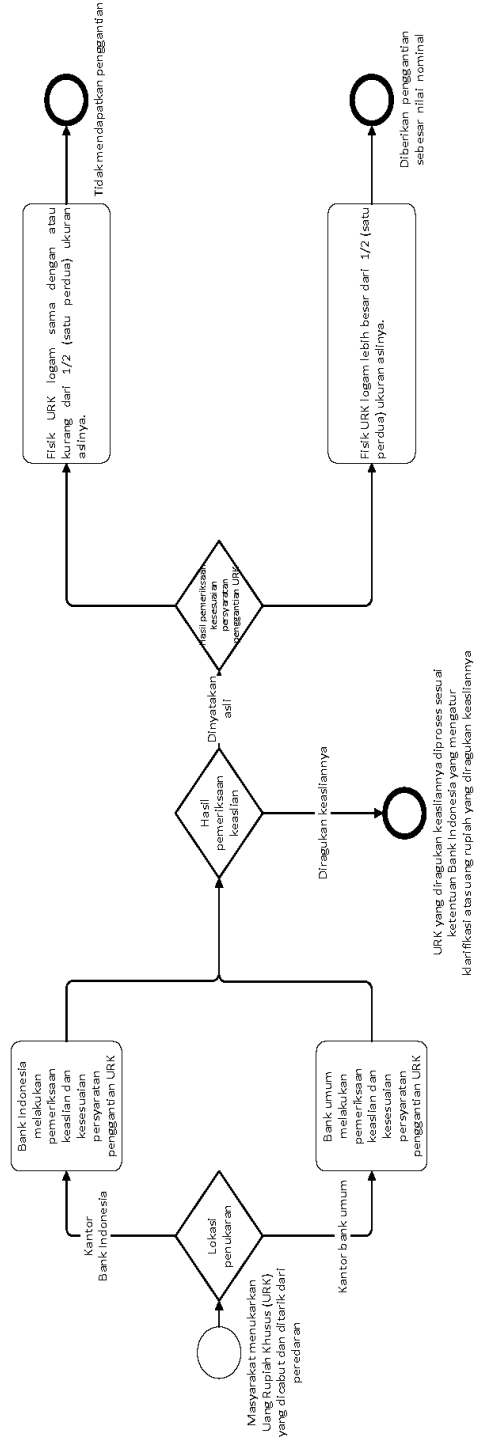 Masyarakat menukarkan
Uang Rupiah Khusus (URK)
yang dicabut dan ditarik dari
peredaran
Lokasi
penukaran
Kantor
Bank Indonesia
Kantor bank umum
Bank Indonesia
melakukan
pemeriksaan
keaslian dan
kesesuaian
persyaratan
penggantian URK
Bank umum
melakukan
pemeriksaan
keaslian dan
kesesuaian
persyaratan
penggantian URK
Hasil
pemeriksaan
keaslian
Diragukan keasliannya
URK yang diragukan keasliannya diproses sesuai
ketentuan Bank Indonesia yang mengatur
klarifikasi atas uang rupiah yang diragukan keasliannya
Dinyatakan
asli
Hasil pemeriksaan
kesesuaian
persyaratan
penggantian URK
Fisik URK logam sama dengan atau
kurang dari 1/2 (satu perdua) ukuran
aslinya.
Tidak mendapatkan penggantian
Fisik URK logam lebih besar dari 1/2 (satu
perdua) ukuran aslinya.
Diberikan penggantian
sebesar nilai nominal